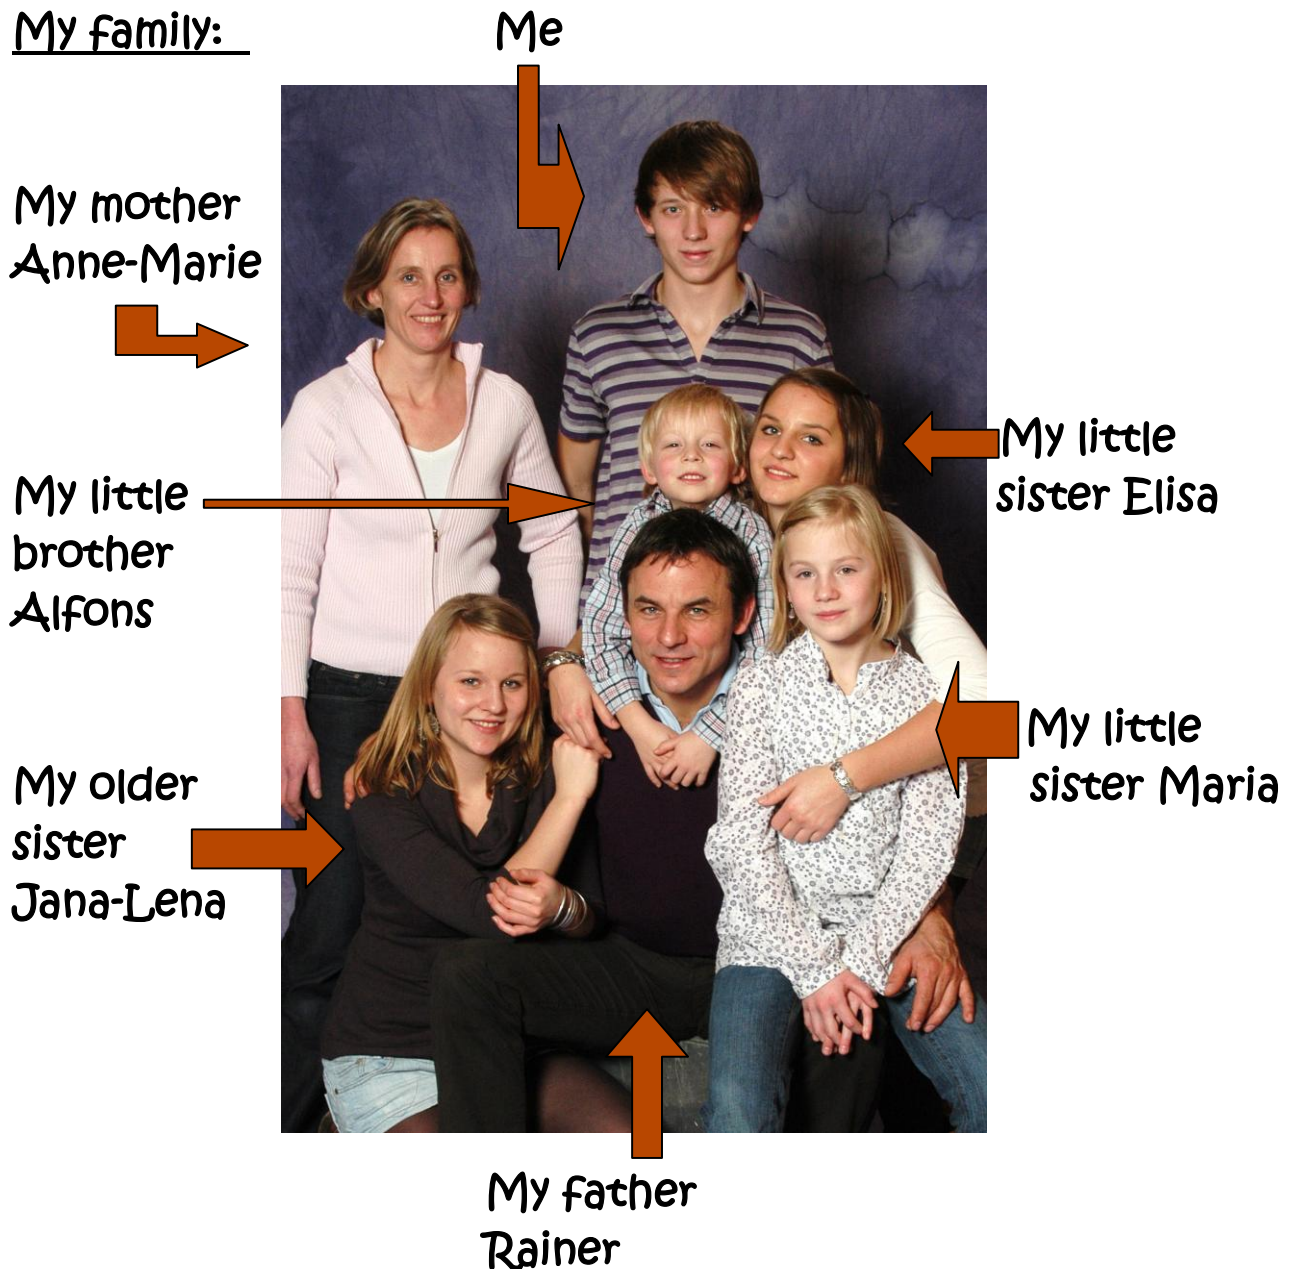 My family:
Me
My mother
Anne-Marie
My little
sister Elisa
My little
brother
Alfons
My little
sister Maria
My older
sister
Jana-Lena
My father
Rainer